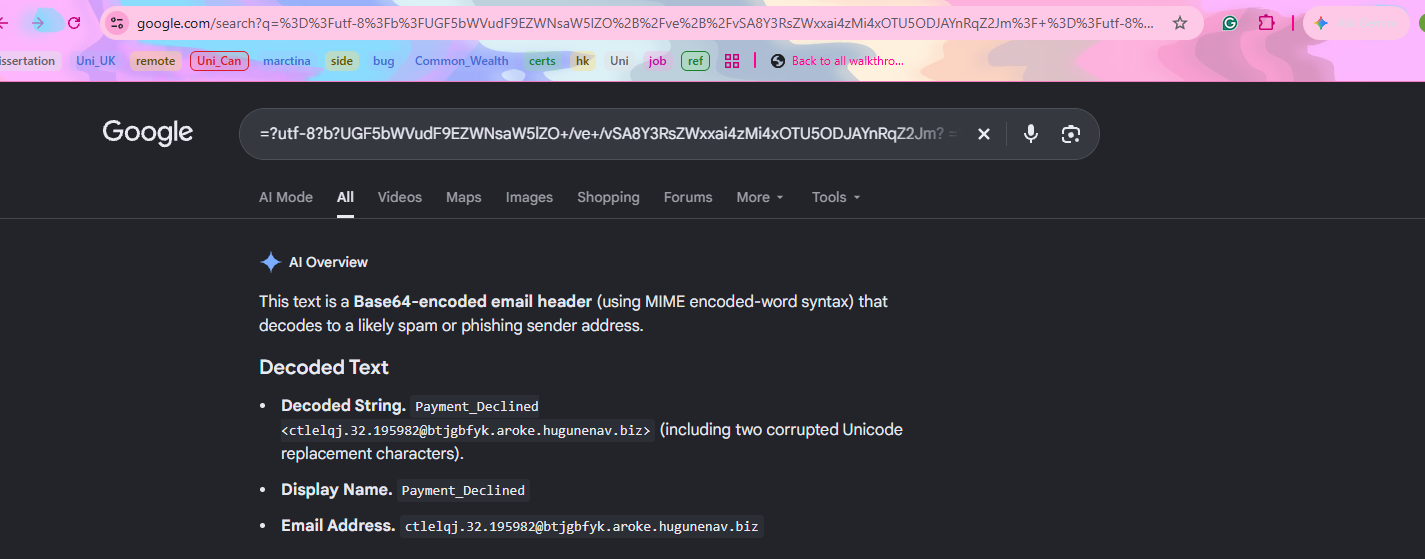 google.com/search?q=%3D%3Futf-8%3Fb%3FUGF5bWVudF9EZWNsaW5lZO%2B%2Fve%2B%2FvSA8Y3RsZWxxai4zMi4xOTU5ODJAYnRqZ2Jm%3F+%3D%3Futf-8%...
issertation Uni_UK remote Uni_Can marctina side bug Common_Wealth certs hk Uni job ref Back to all walkthro...
Google
=?utf-8?b?UGF5bWVudF9EZWNsaW5lZO+/ve+/vSA8Y3RsZWxxai4zMi4xOTU5ODJAYnRqZ2Jm? =
AI Mode All Videos Maps Images Shopping Forums More Tools
AI Overview
This text is a Base64-encoded email header (using MIME encoded-word syntax) that
decodes to a likely spam or phishing sender address.
Decoded Text
• Decoded String. Payment_Declined
<ctlelqj.32.195982@btjgbfyk.aroke.hugunenav.biz> (including two corrupted Unicode
replacement characters).
• Display Name. Payment_Declined
• Email Address. ctlelqj.32.195982@btjgbfyk.aroke.hugunenav.biz